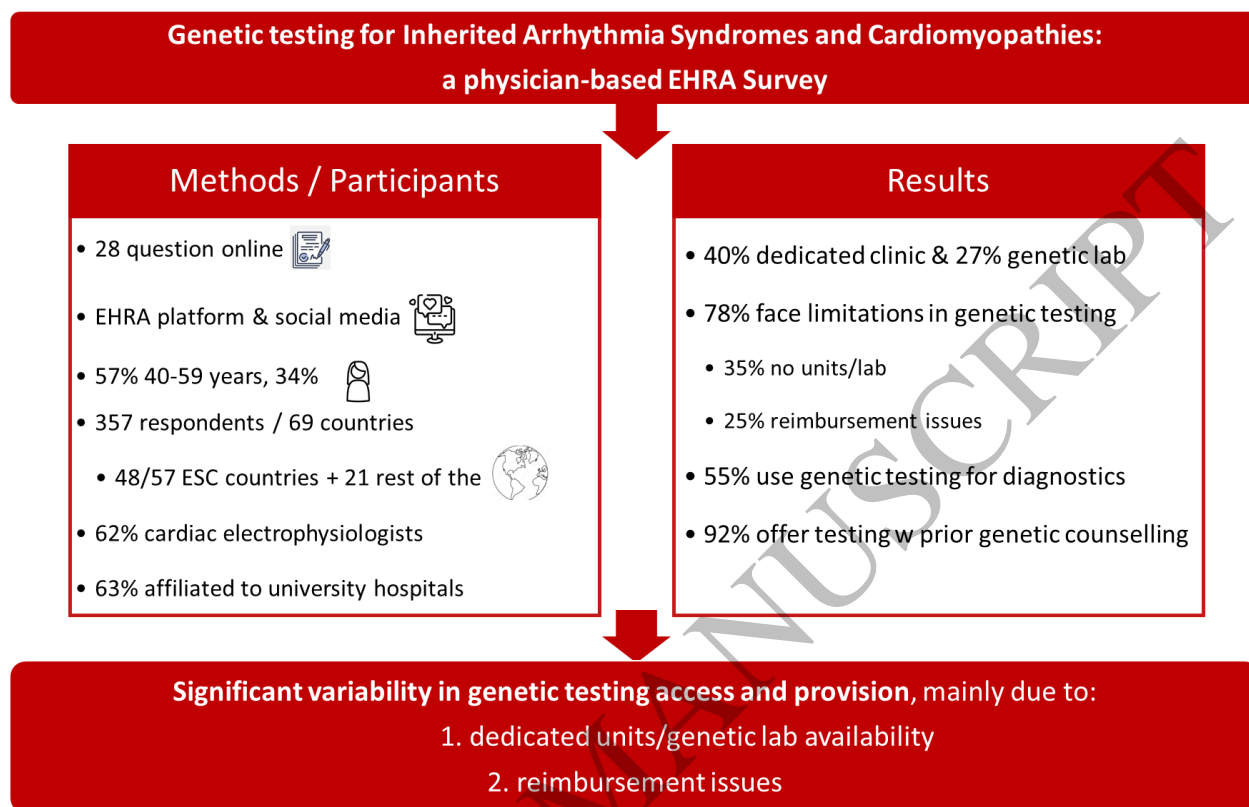 Genetic testing for Inherited Arrhythmia Syndromes and Cardiomyopathies:
a physician-based EHRA Survey
Methods / Participants
• 28 question online
• EHRA platform & social media
• 57% 40-59 years, 34%
• 357 respondents / 69 countries
• 48/57 ESC countries + 21 rest of the
• 62% cardiac electrophysiologists
• 63% affiliated to university hospitals
Results
• 40% dedicated clinic & 27% genetic lab
• 78% face limitations in genetic testing
• 35% no units/lab
• 25% reimbursement issues
• 55% use genetic testing for diagnostics
• 92% offer testing w prior genetic counselling
Significant variability in genetic testing access and provision, mainly due to:
1. dedicated units/genetic lab availability
2. reimbursement issues
MANUSCRIPT